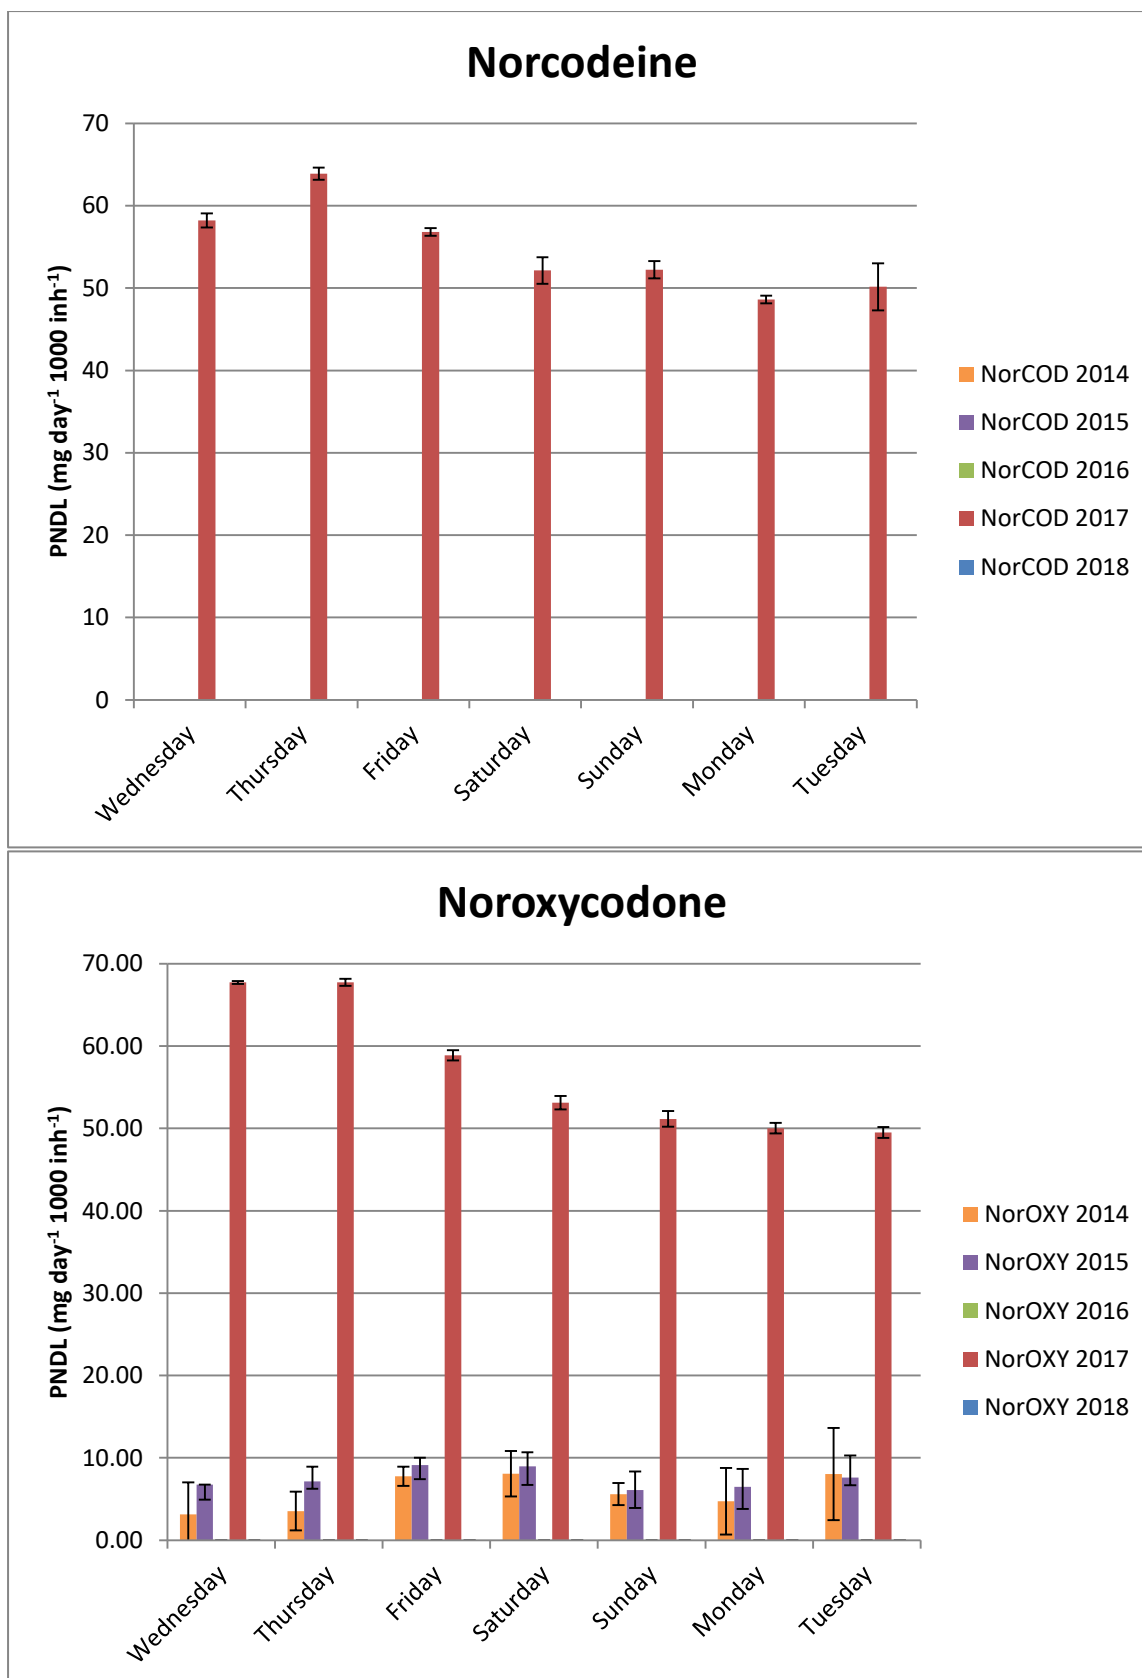 Norcodeine
70
60
50
40
30
20
10
0
PNDL (mg day⁻¹ 1000 inh⁻¹)
Wednesday
Thursday
Friday
Saturday
Sunday
Monday
Tuesday
NorCOD 2014
NorCOD 2015
NorCOD 2016
NorCOD 2017
NorCOD 2018
Noroxycodone
70.00
60.00
50.00
40.00
30.00
20.00
10.00
0.00
PNDL (mg day⁻¹ 1000 inh⁻¹)
Wednesday
Thursday
Friday
Saturday
Sunday
Monday
Tuesday
NorOXY 2014
NorOXY 2015
NorOXY 2016
NorOXY 2017
NorOXY 2018